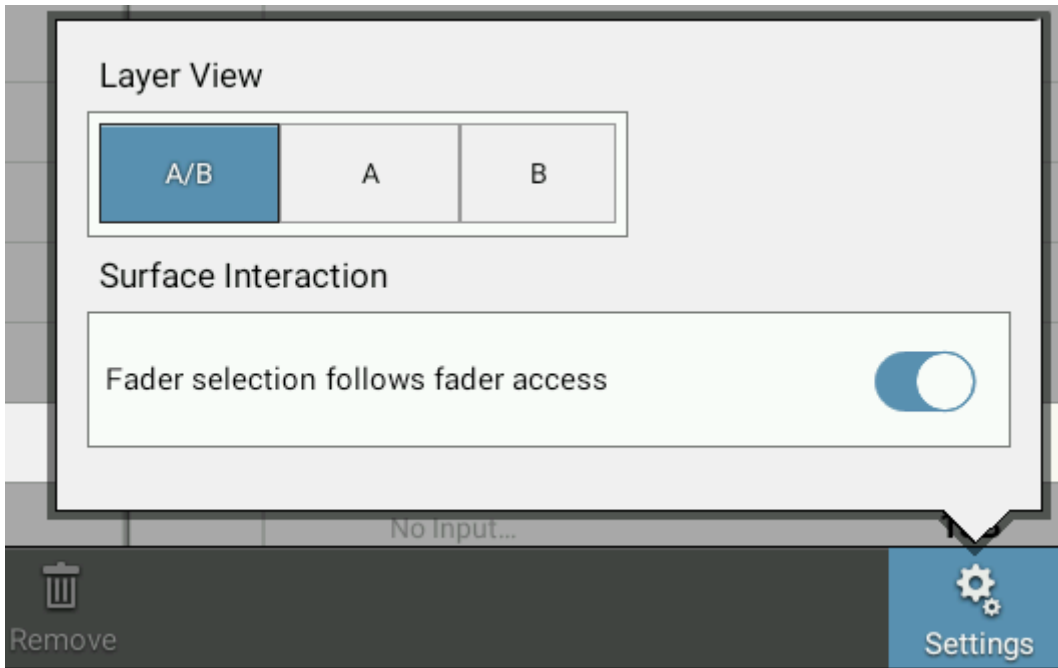 Layer View
A/B A B
Surface Interaction
Fader selection follows fader access
No Input...
Remove Settings